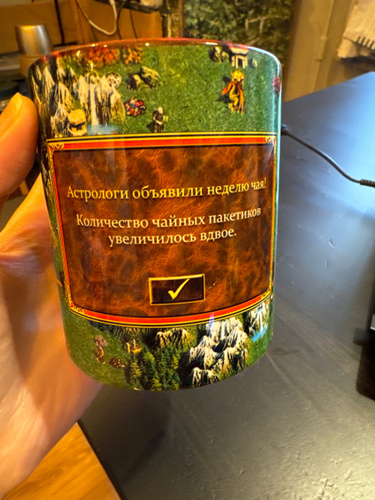 Астрологи объявили неделю чая!
Количество чайных пакетиков
увеличилось вдвое.